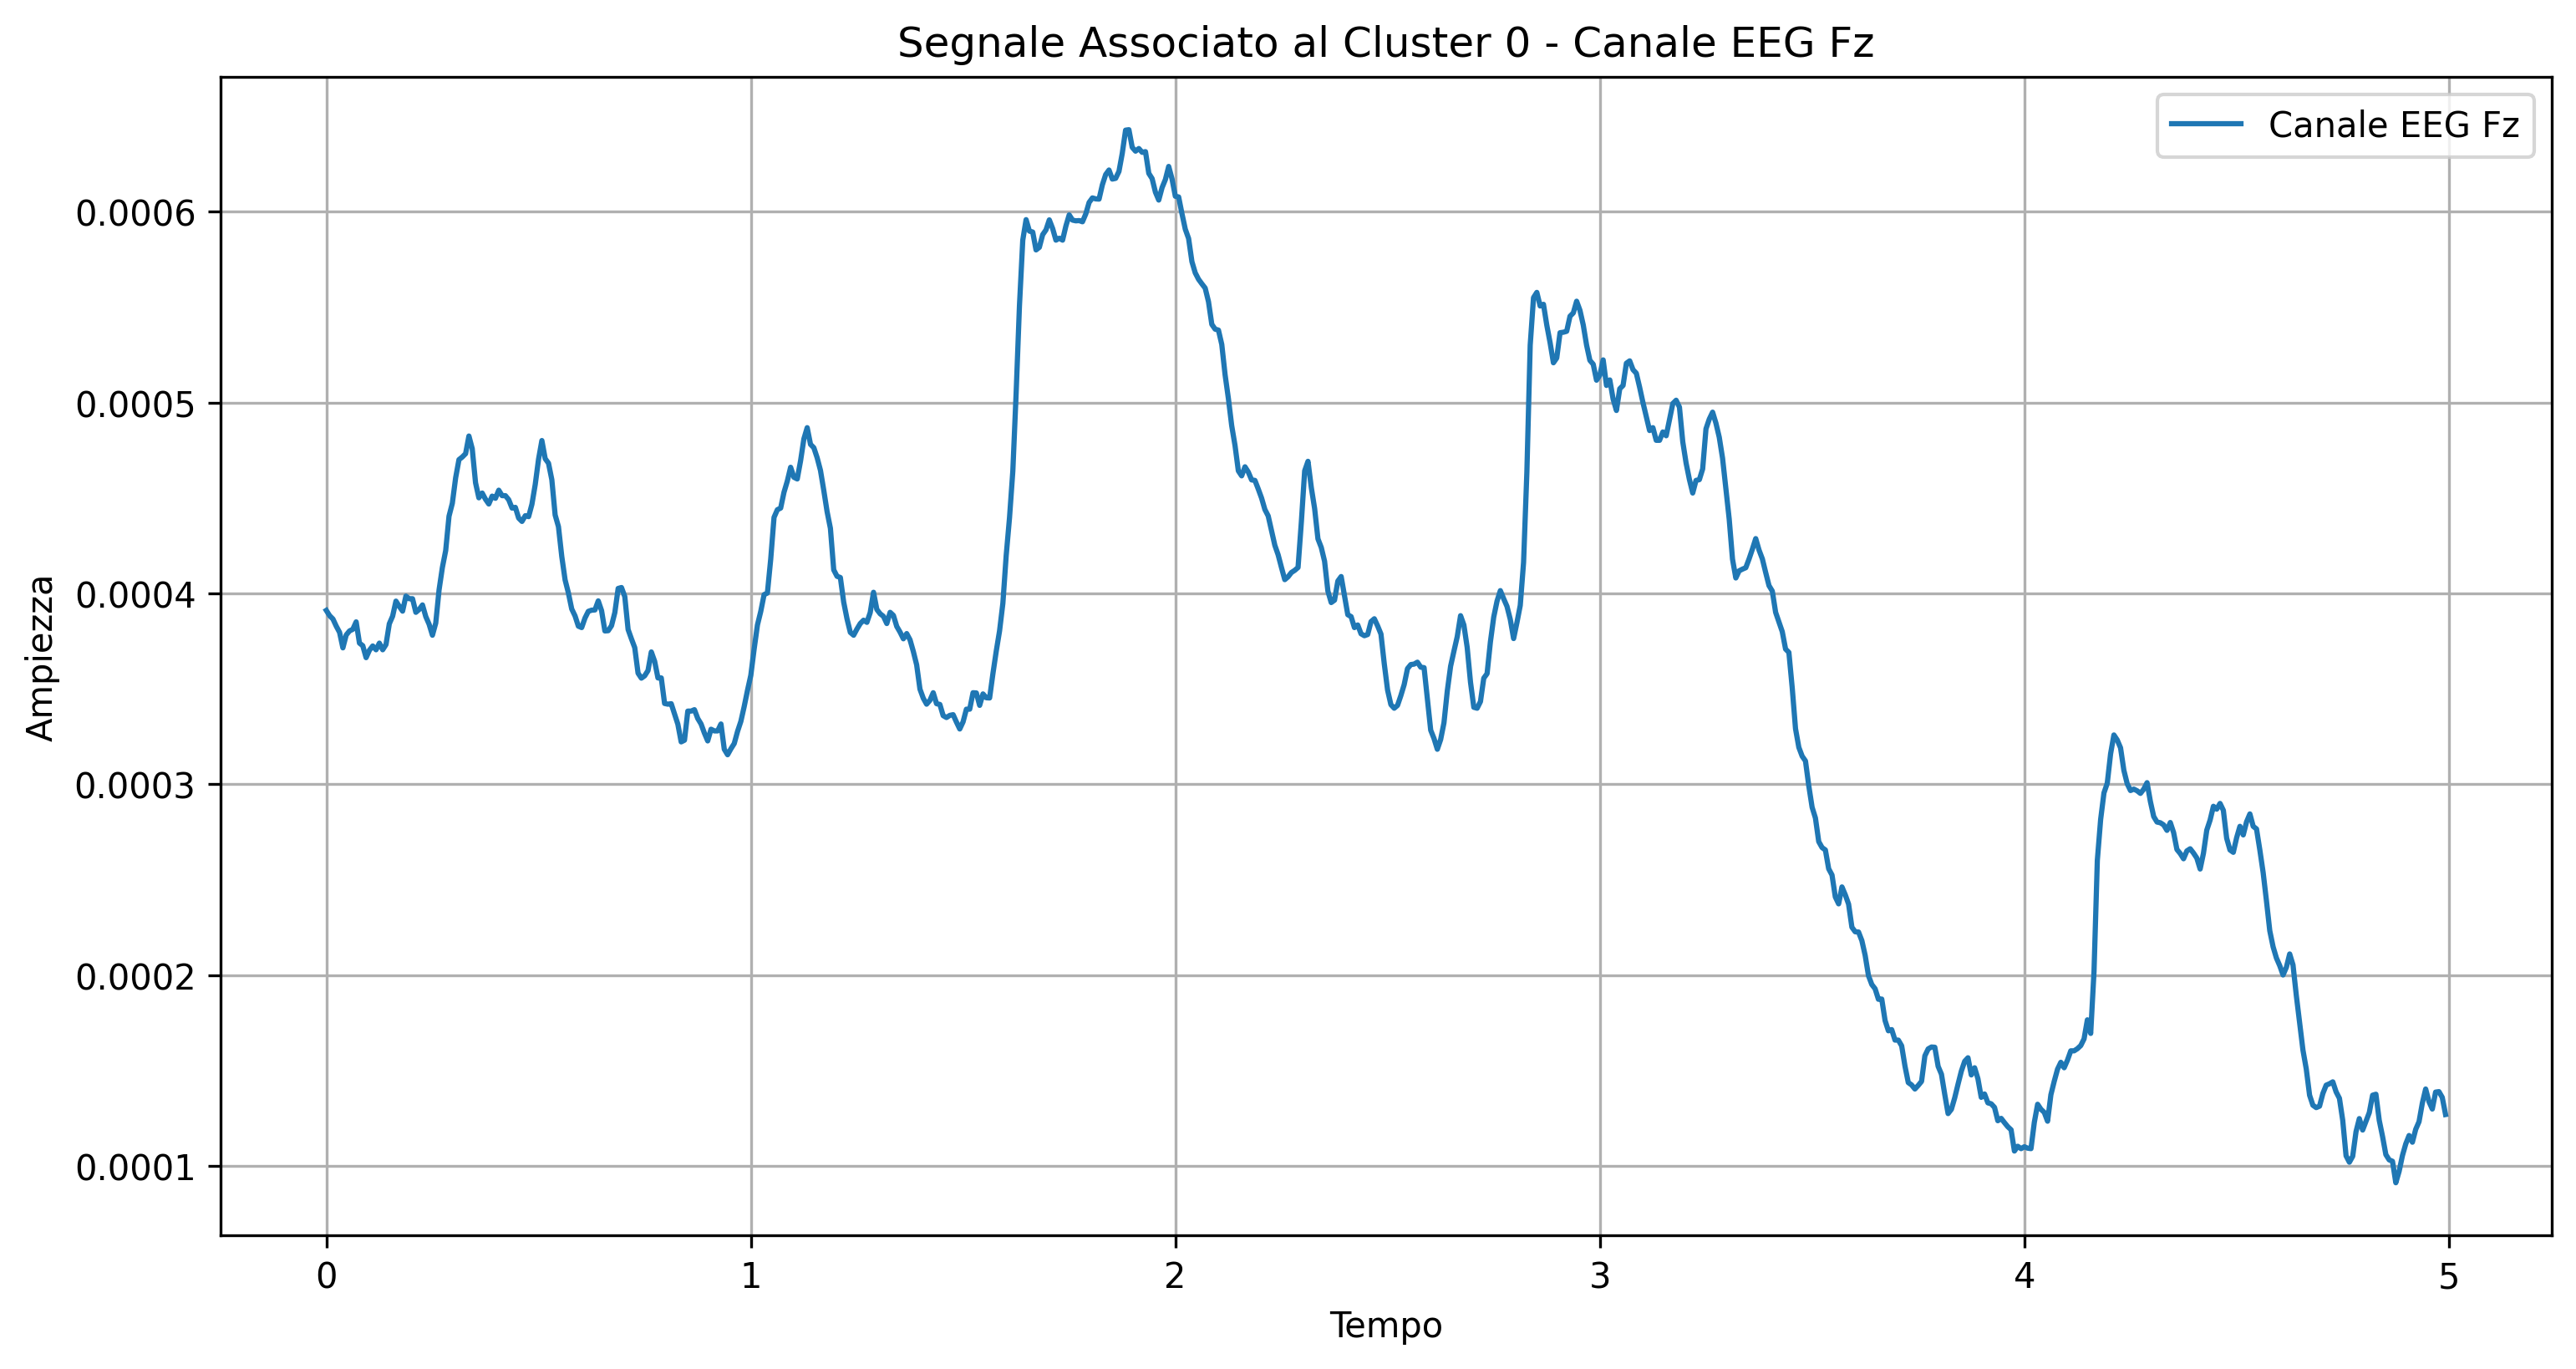 Segnale Associato al Cluster 0 - Canale EEG Fz
Canale EEG Fz
Ampiezza
0.0006
0.0005
0.0004
0.0003
0.0002
0.0001
0 1 2 3 4 5
Tempo